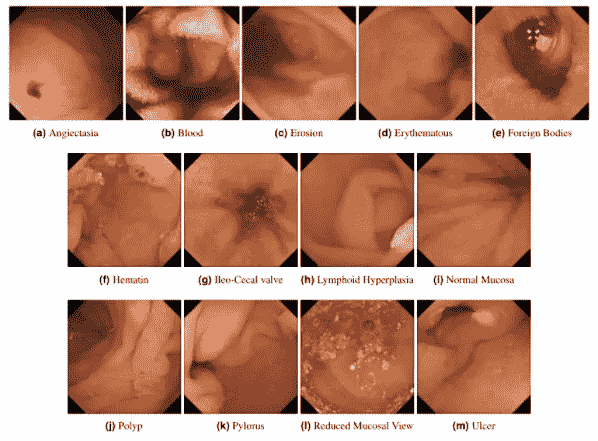 (a) Angiectasia (b) Blood (c) Erosion (d) Erythematous (e) Foreign Bodies
(f) Hematin (g) Ileo-Cecal valve (h) Lymphoid Hyperplasia (i) Normal Mucosa
(j) Polyp (k) Pylorus (l) Reduced Mucosal View (m) Ulcer